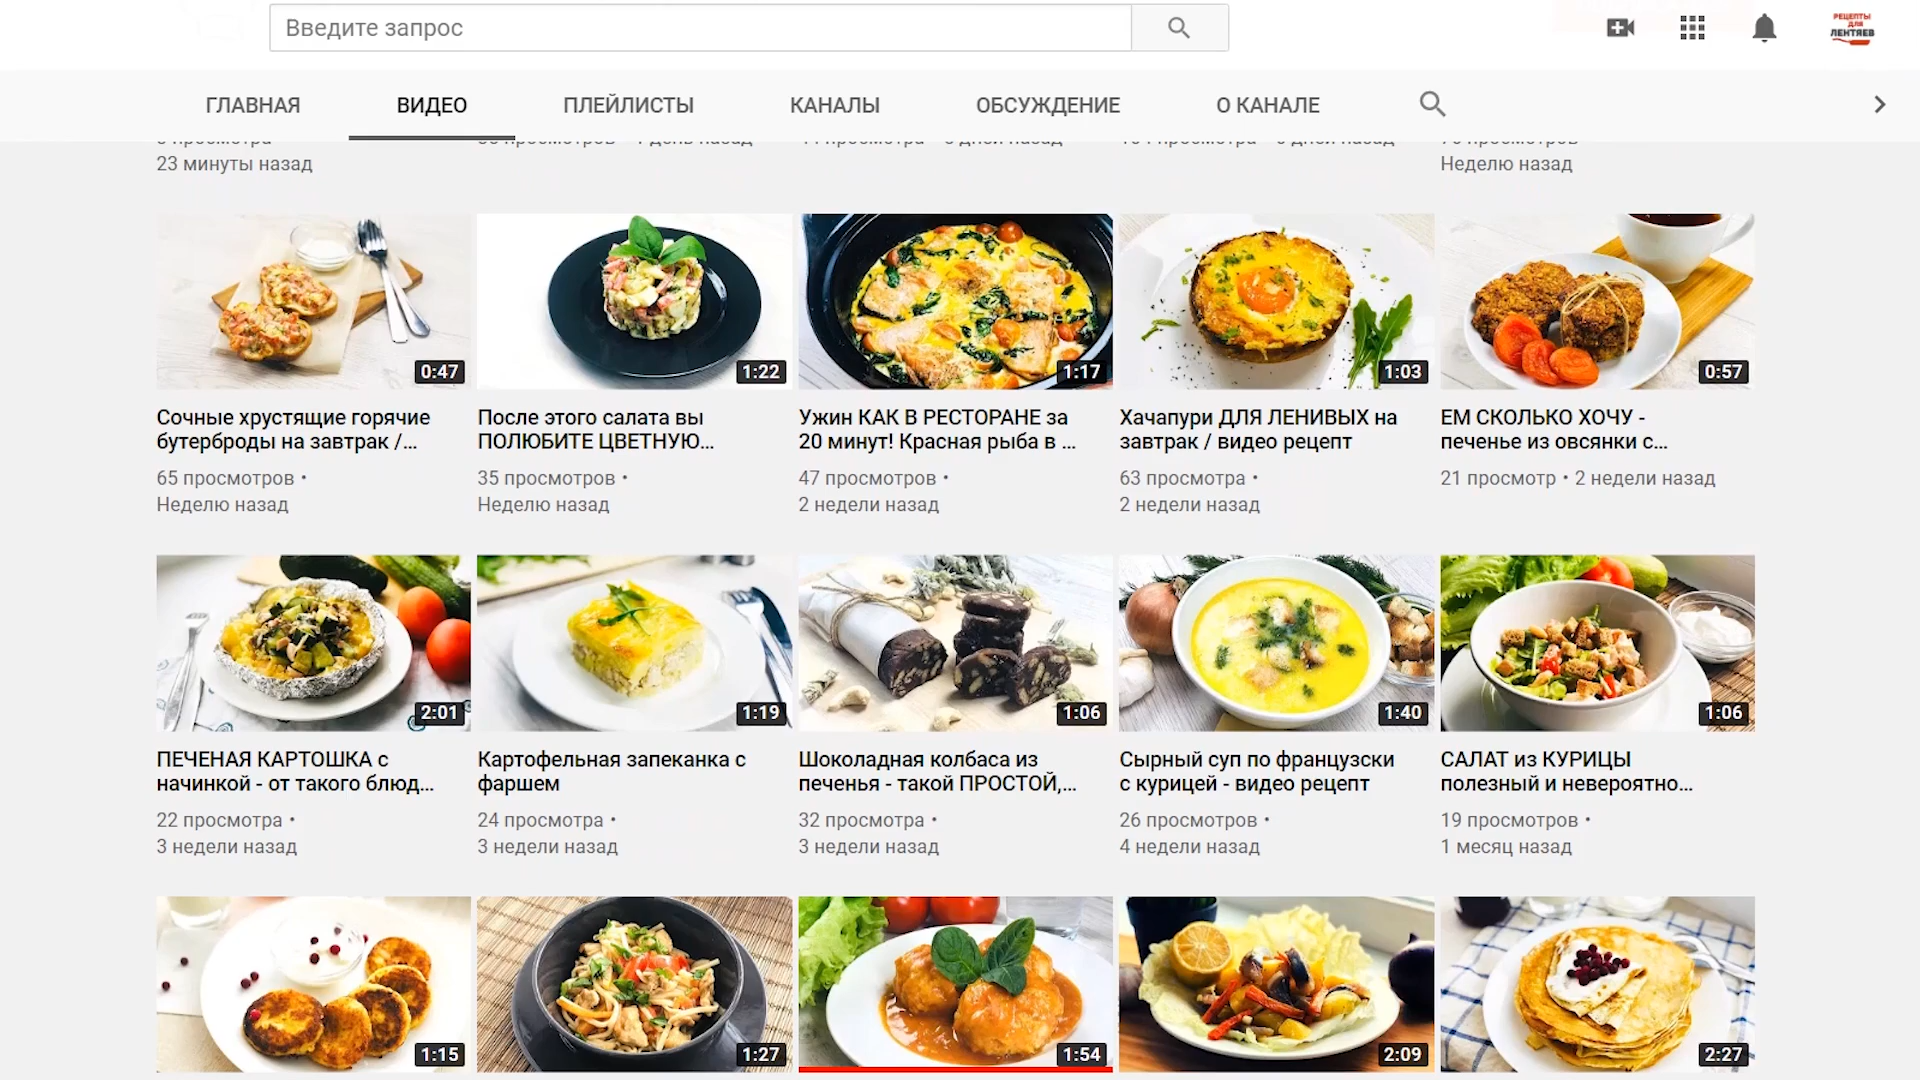 Введите запрос
РЕЦЕПТЫ
ДЛЯ
ЛЕНТЯЕВ
ГЛАВНАЯ ВИДЕО ПЛЕЙЛИСТЫ КАНАЛЫ ОБСУЖДЕНИЕ О КАНАЛЕ
23 минуты назад
Неделю назад
0:47 1:22 1:17 1:03 0:57
Сочные хрустящие горячие
бутерброды на завтрак /...
65 просмотров •
Неделю назад
После этого салата вы
ПОЛЮБИТЕ ЦВЕТНУЮ...
35 просмотров •
Неделю назад
Ужин КАК В РЕСТОРАНЕ за
20 минут! Красная рыба в ...
47 просмотров •
2 недели назад
Хачапури ДЛЯ ЛЕНИВЫХ на
завтрак / видео рецепт
63 просмотра •
2 недели назад
ЕМ СКОЛЬКО ХОЧУ -
печенье из овсянки с...
21 просмотр • 2 недели назад
2:01 1:19 1:06 1:40 1:06
ПЕЧЕНАЯ КАРТОШКА с
начинкой - от такого блюд...
22 просмотра •
3 недели назад
Картофельная запеканка с
фаршем
24 просмотра •
3 недели назад
Шоколадная колбаса из
печенья - такой ПРОСТОЙ,...
32 просмотра •
3 недели назад
Сырный суп по французски
с курицей - видео рецепт
26 просмотров •
4 недели назад
САЛАТ из КУРИЦЫ
полезный и невероятно...
19 просмотров •
1 месяц назад
1:15 1:27 1:54 2:09 2:27